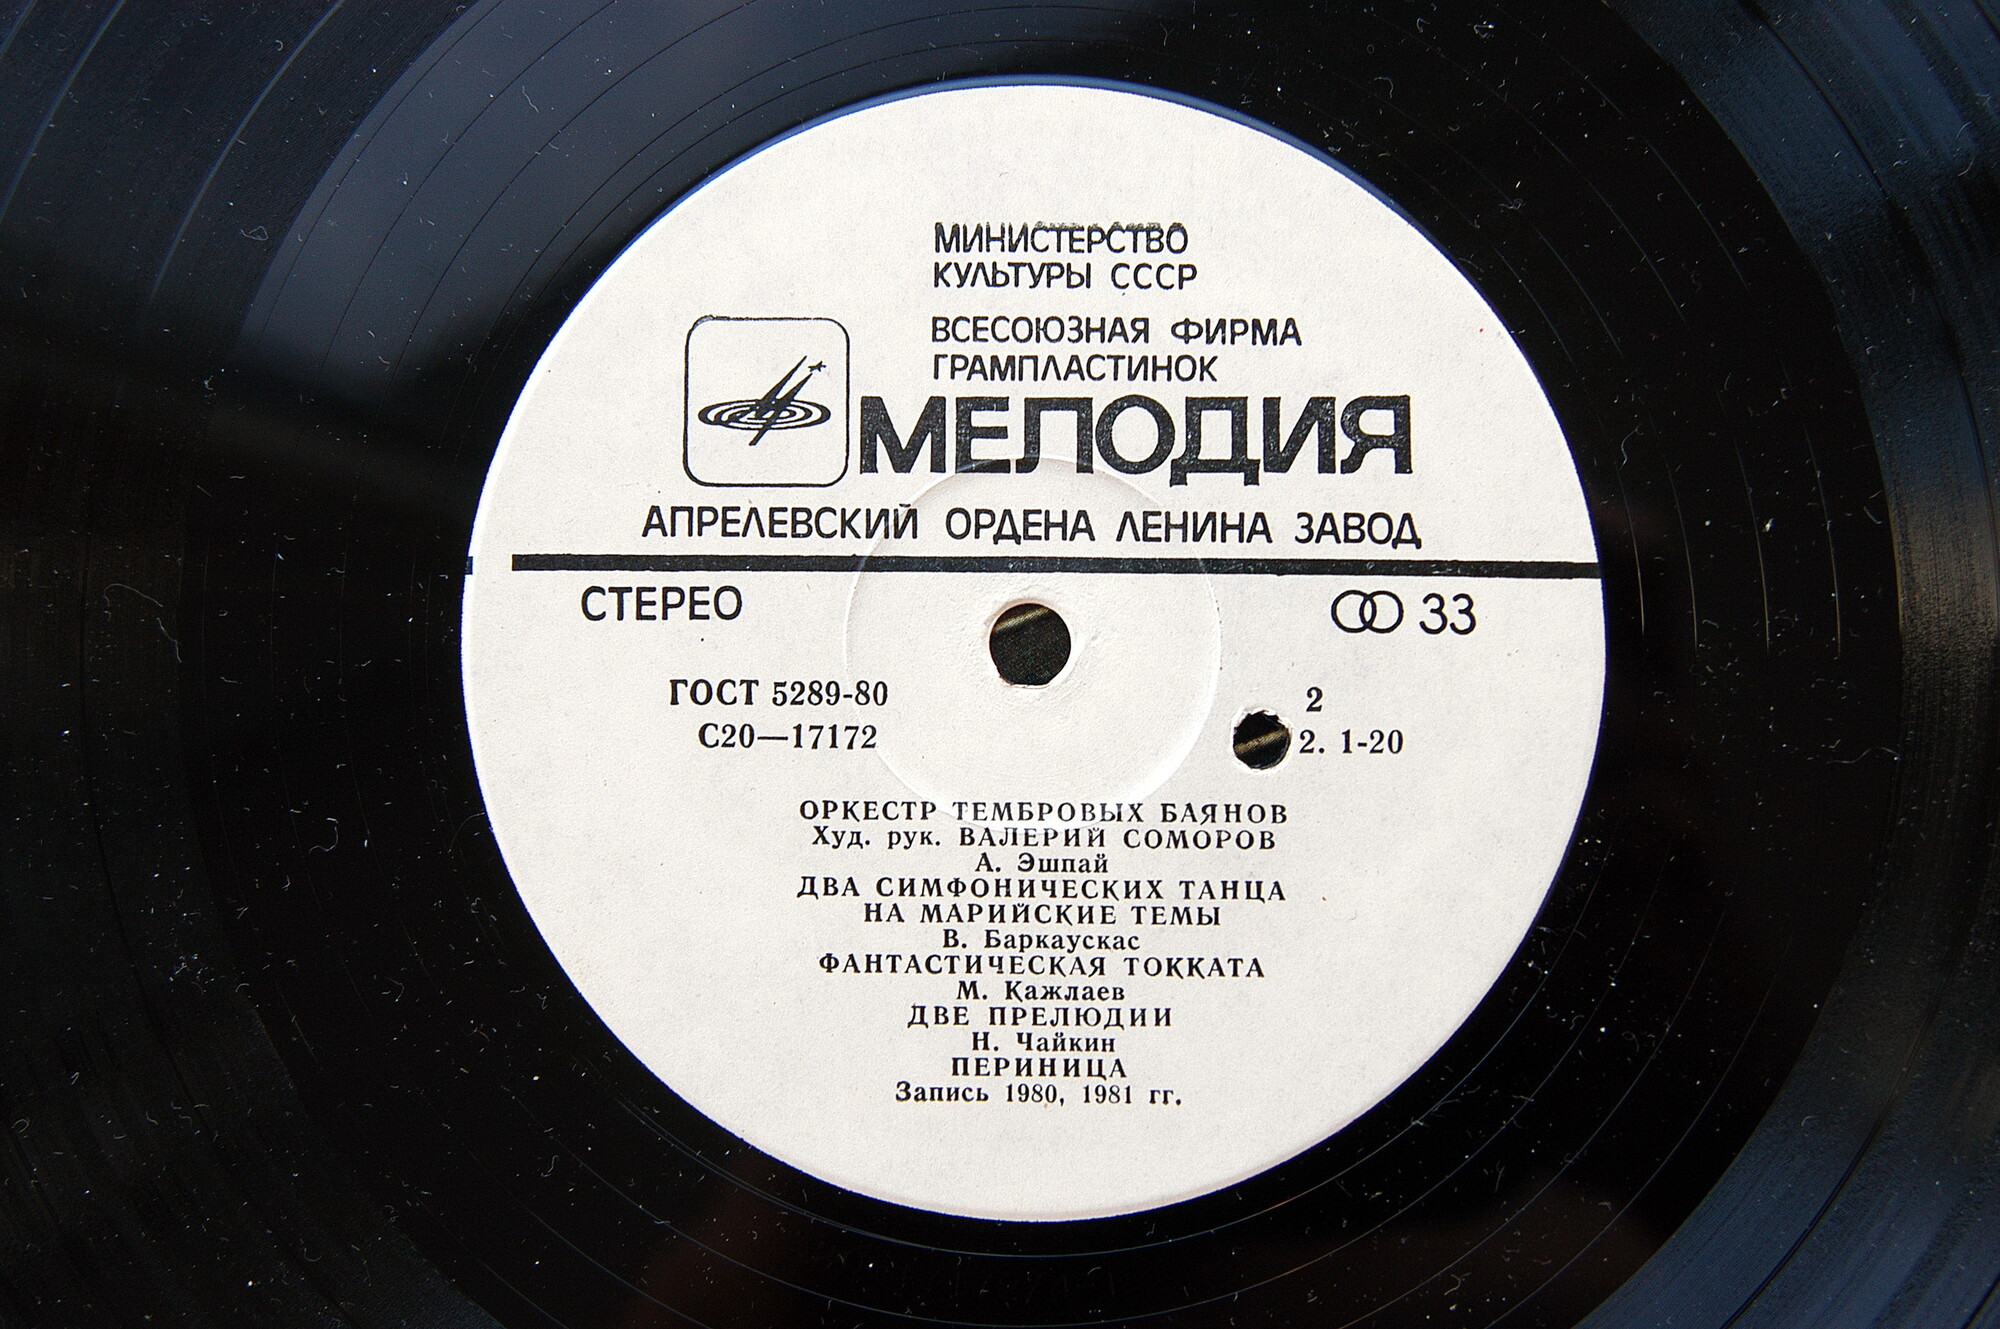 МИНИСТЕРСТВО
КУЛЬТУРЫ СССР
ВСЕСОЮЗНАЯ ФИРМА
ГРАМПЛАСТИНОК
МЕЛОДИЯ
АПРЕЛЕВСКИЙ ОРДЕНА ЛЕНИНА ЗАВОД
СТЕРЕО
33
ГОСТ 5289-80
2
С20—17172
2. 1-20
ОРКЕСТР ТЕМБРОВЫХ БАЯНОВ
Худ. рук. ВАЛЕРИЙ СОМОРОВ
А. Эшпай
ДВА СИМФОНИЧЕСКИХ ТАНЦА
НА МАРИЙСКИЕ ТЕМЫ
В. Баркаускас
ФАНТАСТИЧЕСКАЯ ТОККАТА
М. Кажлаев
ДВЕ ПРЕЛЮДИИ
Н. Чайкин
ПЕРИНИЦА
Запись 1980, 1981 гг.